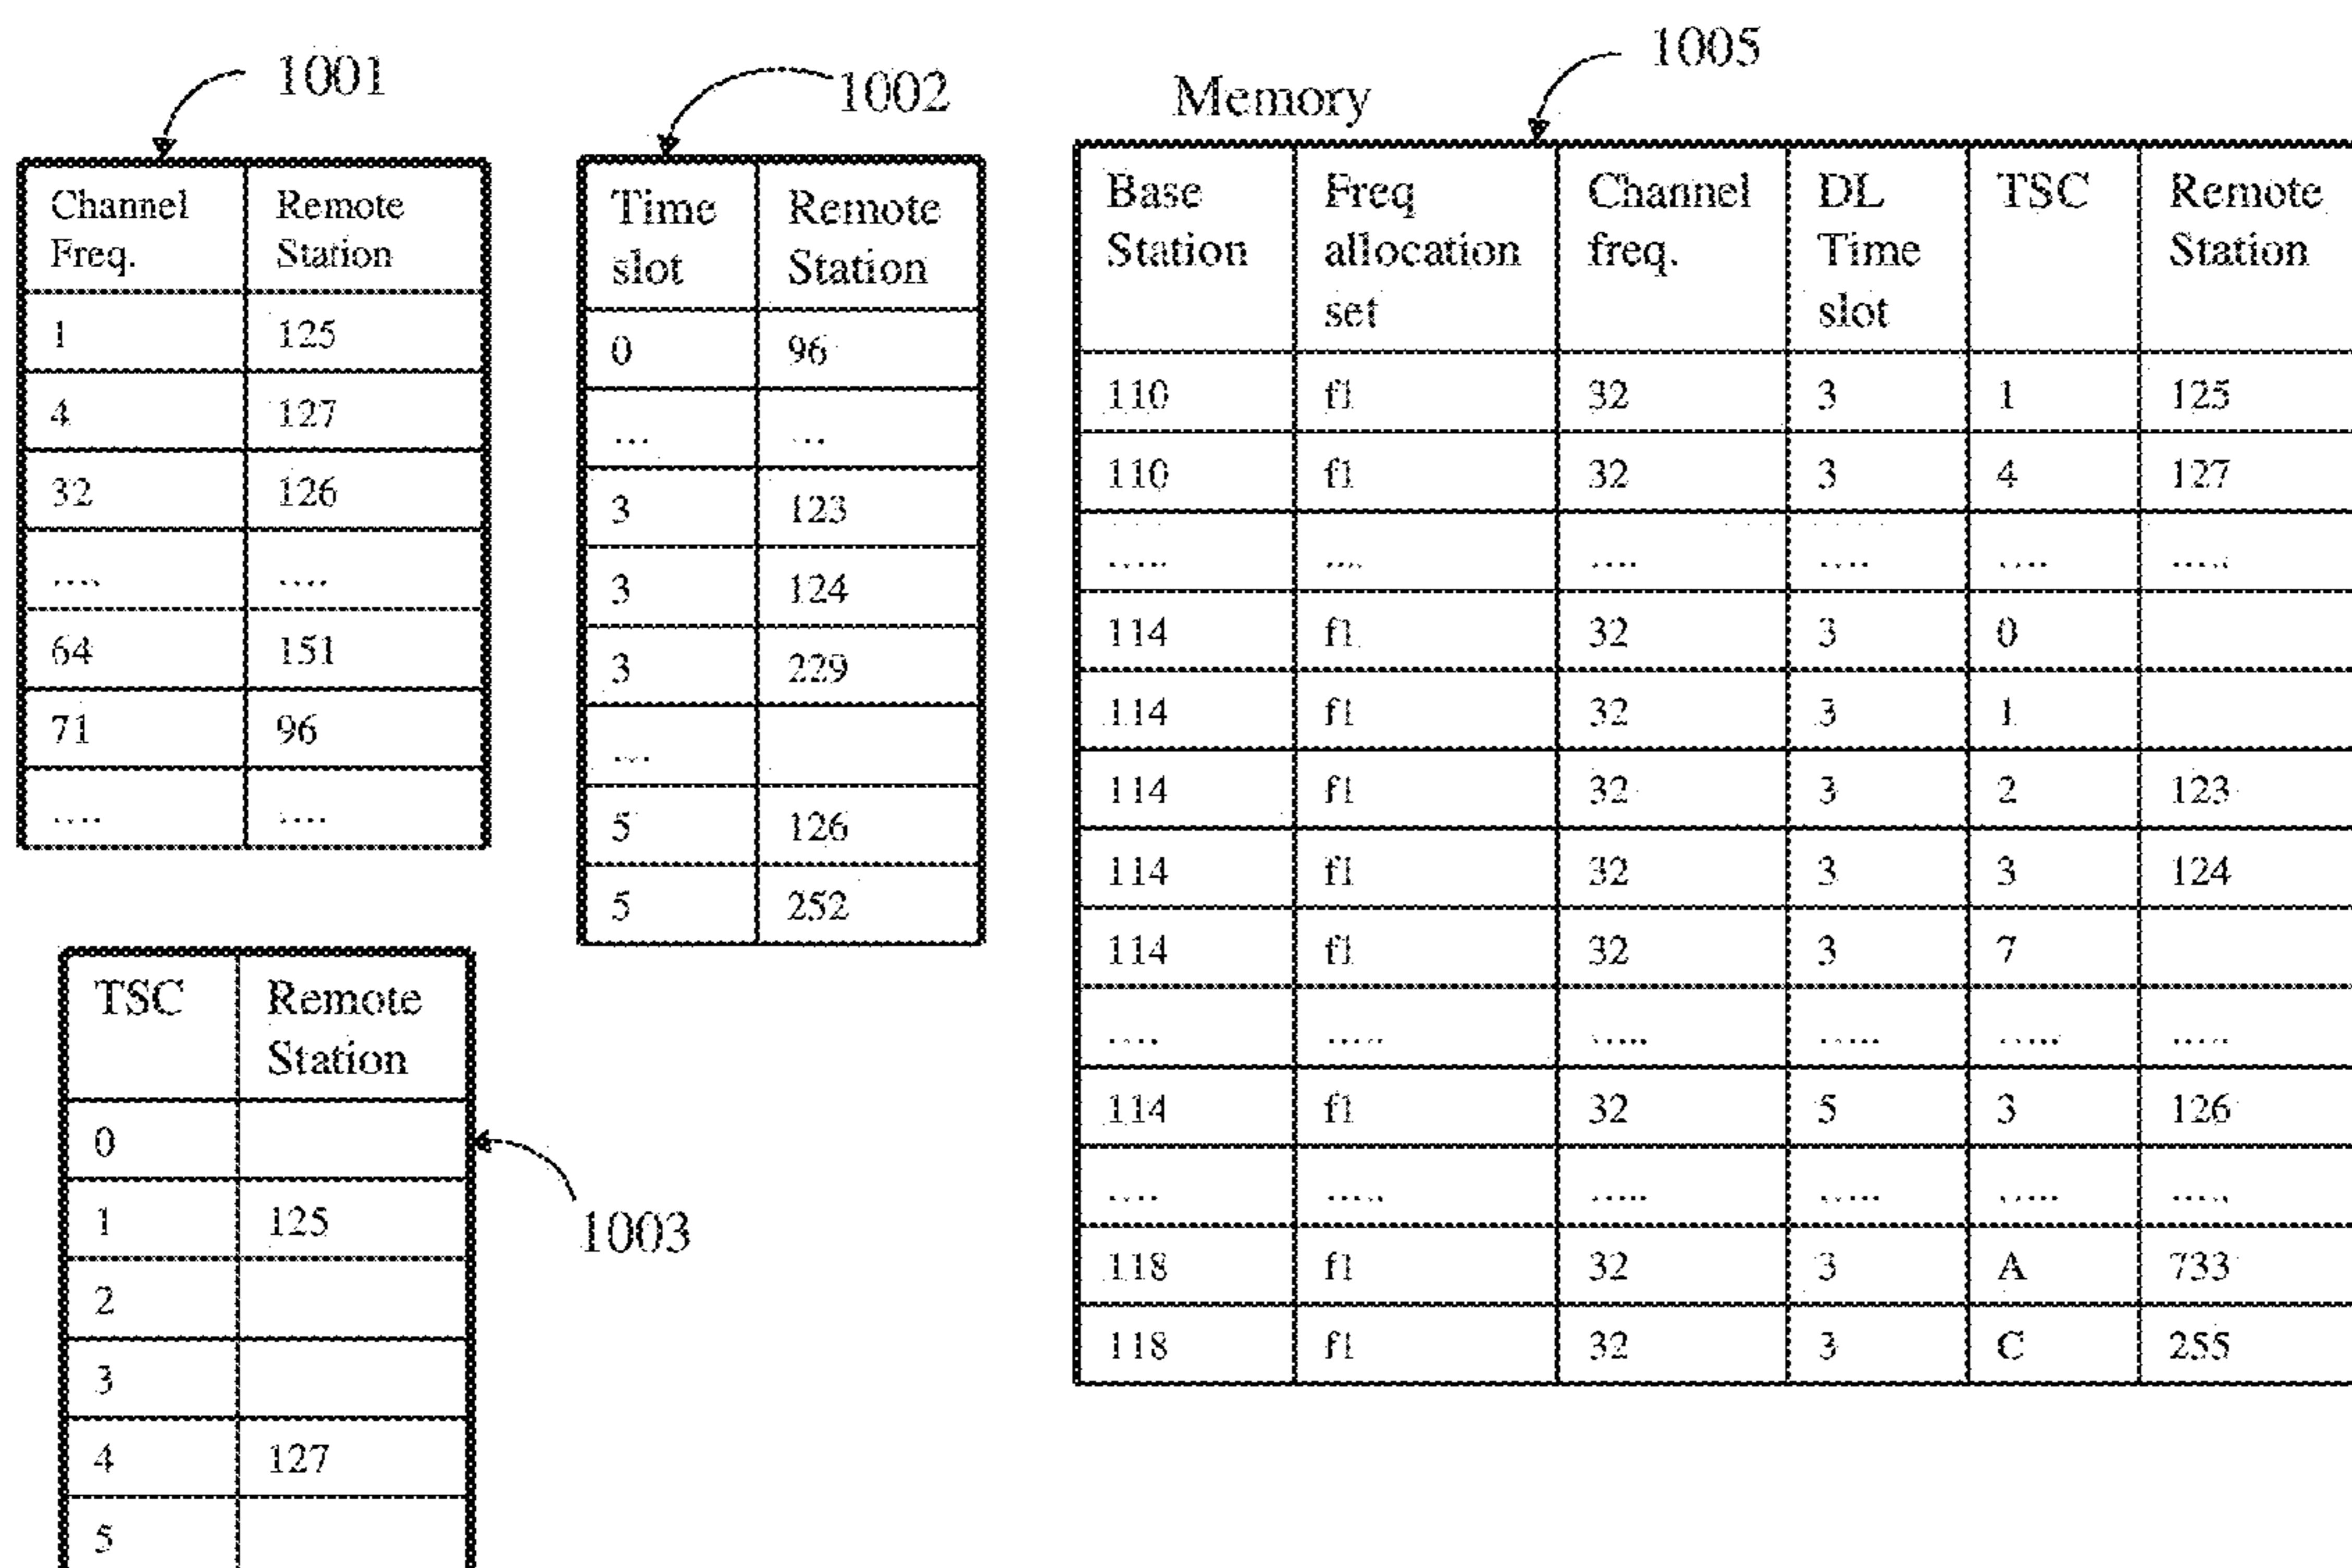 1001
Channel Freq. Remote Station
1 125
4 127
32 126
.... ....
64 151
71 96
.... ....
1002
Time slot Remote Station
0 96
... ...
3 123
3 124
3 229
...
5 126
5 252
TSC Remote Station
0
1 125
2
3
4 127
5
1003
Memory
1005
Base Station Freq allocation set Channel freq. DL Time slot TSC Remote Station
110 f1 32 3 1 125
110 f1 32 3 4 127
..... .... .... .... .... .....
114 f1 32 3 0
114 f1 32 3 1
114 f1 32 3 2 123
114 f1 32 3 3 124
114 f1 32 3 7
.... ..... ..... ..... ..... .....
114 f1 32 5 3 126
.... ..... ..... ..... ..... .....
118 f1 32 3 A 733
118 f1 32 3 C 255